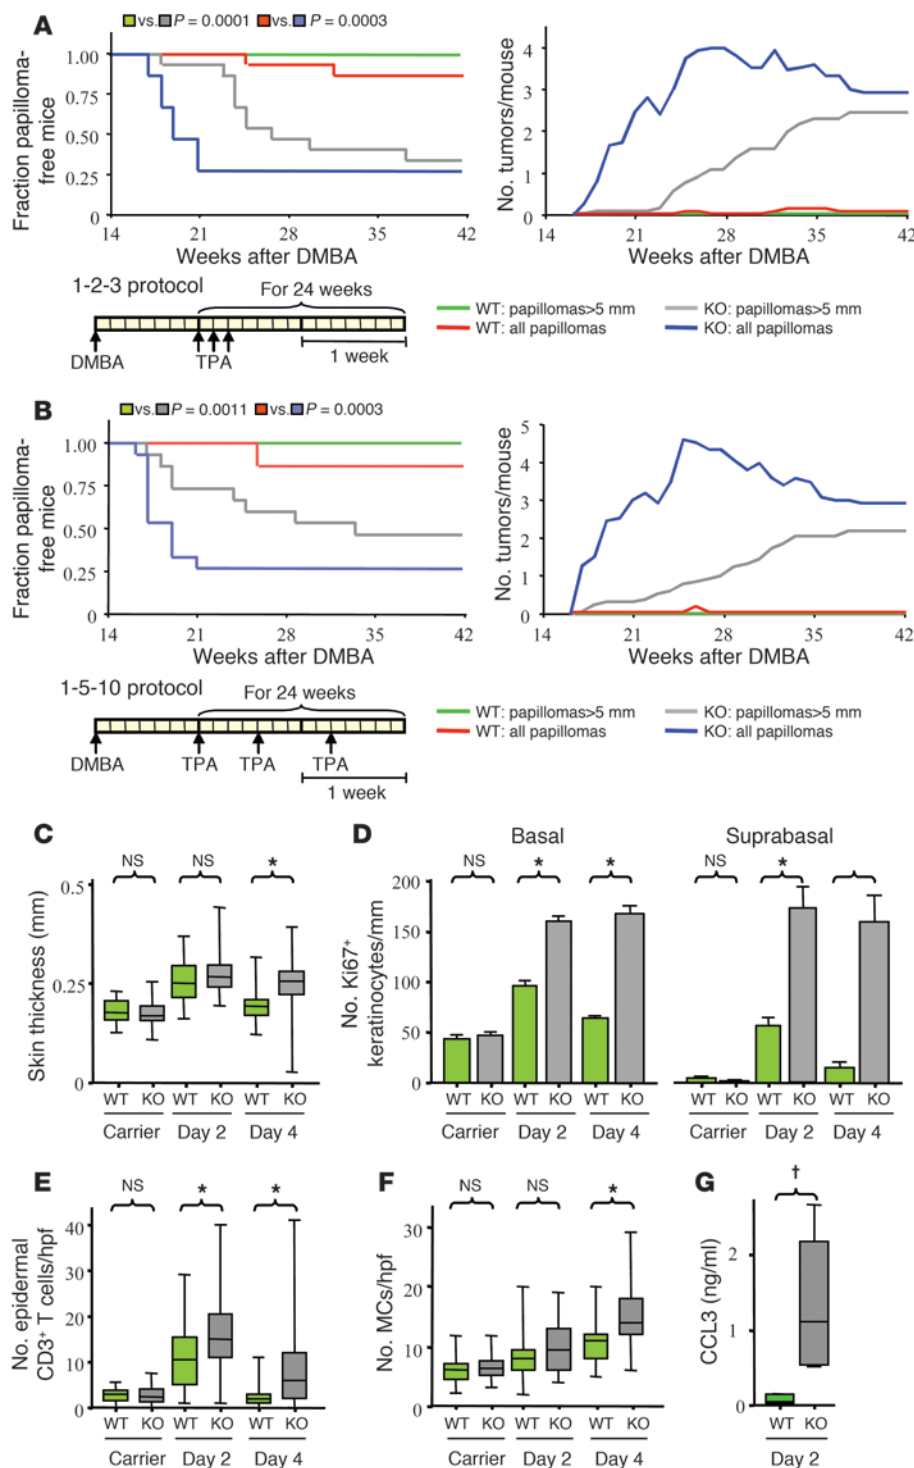 A
vs. P = 0.0001 vs. P = 0.0003
Fraction papilloma-
free mice
1.00
0.75
0.50
0.25
0
14 21 28 35 42
Weeks after DMBA
No. tumors/mouse
4
3
2
1
0
14 21 28 35 42
Weeks after DMBA
1-2-3 protocol
For 24 weeks
DMBA TPA
1 week
WT: papillomas>5 mm
WT: all papillomas
KO: papillomas>5 mm
KO: all papillomas
B
vs. P = 0.0011 vs. P = 0.0003
Fraction papilloma-
free mice
1.00
0.75
0.50
0.25
0
14 21 28 35 42
Weeks after DMBA
No. tumors/mouse
5
4
3
2
1
0
14 21 28 35 42
Weeks after DMBA
1-5-10 protocol
For 24 weeks
DMBA TPA TPA TPA
1 week
WT: papillomas>5 mm
WT: all papillomas
KO: papillomas>5 mm
KO: all papillomas
C
NS NS *
Skin thickness (mm)
0.5
0.25
0
WT KO WT KO WT KO
Carrier Day 2 Day 4
D
Basal
NS * *
No. Ki67⁺
keratinocytes/mm
200
150
100
50
0
WT KO WT KO WT KO
Carrier Day 2 Day 4
Suprabasal
NS *
WT KO WT KO WT KO
Carrier Day 2 Day 4
E
NS * *
No. epidermal
CD3⁺ T cells/hpf
40
30
20
10
0
WT KO WT KO WT KO
Carrier Day 2 Day 4
F
NS NS *
No. MCs/hpf
30
20
10
0
WT KO WT KO WT KO
Carrier Day 2 Day 4
G
†
CCL3 (ng/ml)
2
1
0
WT KO
Day 2